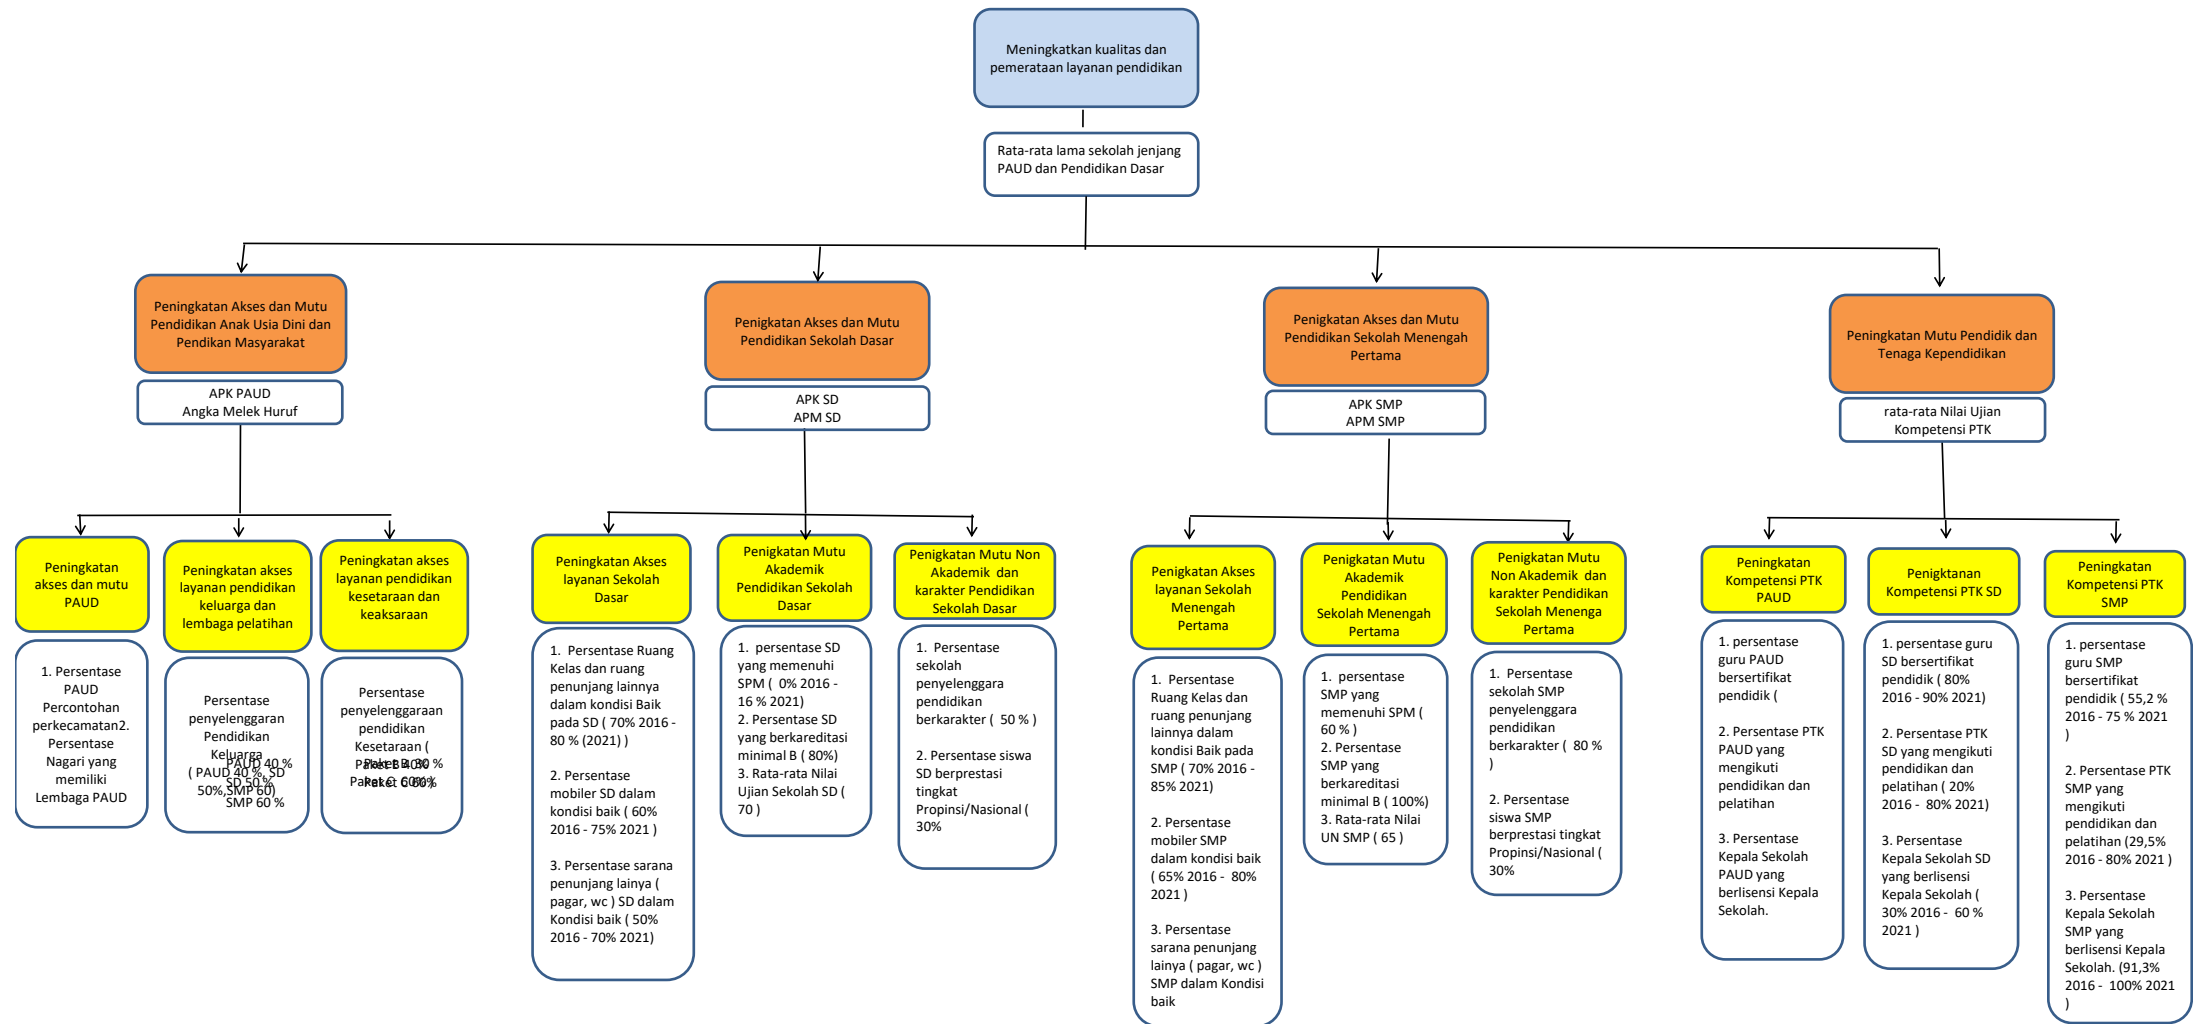 Meningkatkan kualitas dan
pemerataan layanan pendidikan
Rata-rata lama sekolah jenjang
PAUD dan Pendidikan Dasar
Peningkatan Akses dan Mutu
Pendidikan Anak Usia Dini dan
Pendikan Masyarakat
APK PAUD
Angka Melek Huruf
Penigkatan Akses dan Mutu
Pendidikan Sekolah Dasar
APK SD
APM SD
Penigkatan Akses dan Mutu
Pendidikan Sekolah Menengah
Pertama
APK SMP
APM SMP
Peningkatan Mutu Pendidik dan
Tenaga Kependidikan
rata-rata Nilai Ujian
Kompetensi PTK
Peningkatan
akses dan mutu
PAUD
1. Persentase
PAUD
Percontohan
perkecamatan2.
Persentase
Nagari yang
memiliki
Lembaga PAUD
Peningkatan akses
layanan pendidikan
keluarga dan
lembaga pelatihan
Persentase
penyelenggaran
Pendidikan
Keluarga
( PAUD 40 %, SD
50%,SMP 60)
PAUD 40 %
SD 50 %
SMP 60 %
Peningkatan akses
layanan pendidikan
kesetaraan dan
keaksaraan
Persentase
penyelenggaraan
pendidikan
Kesetaraan (
Peningkatan Akses
layanan Sekolah
Dasar
1. Persentase Ruang
Kelas dan ruang
penunjang lainnya
dalam kondisi Baik
pada SD ( 70% 2016 -
80 % (2021) )
2. Persentase
mobiler SD dalam
kondisi baik ( 60%
2016 - 75% 2021 )
3. Persentase sarana
penunjang lainya (
pagar, wc ) SD dalam
Kondisi baik ( 50%
2016 - 70% 2021)
Penigkatan Mutu
Akademik
Pendidikan Sekolah
Dasar
1. persentase SD
yang memenuhi
SPM ( 0% 2016 -
16 % 2021)
2. Persentase SD
yang berkareditasi
minimal B ( 80%)
3. Rata-rata Nilai
Ujian Sekolah SD (
70 )
Penigkatan Mutu Non
Akademik dan
karakter Pendidikan
Sekolah Dasar
1. Persentase
sekolah
penyelenggara
pendidikan
berkarakter ( 50 % )
2. Persentase siswa
SD berprestasi
tingkat
Propinsi/Nasional (
30%
Penigkatan Akses
layanan Sekolah
Menengah
Pertama
1. Persentase
Ruang Kelas dan
ruang penunjang
lainnya dalam
kondisi Baik pada
SMP ( 70% 2016 -
85% 2021)
2. Persentase
mobiler SMP
dalam kondisi baik
( 65% 2016 - 80%
2021 )
3. Persentase
sarana penunjang
lainya ( pagar, wc )
SMP dalam Kondisi
baik
Penigkatan Mutu
Akademik
Pendidikan
Sekolah Menengah
Pertama
1. persentase
SMP yang
memenuhi SPM (
60 % )
2. Persentase
SMP yang
berkareditasi
minimal B ( 100%)
3. Rata-rata Nilai
UN SMP ( 65 )
Penigkatan Mutu
Non Akademik dan
karakter Pendidikan
Sekolah Menenga
Pertama
1. Persentase
sekolah SMP
penyelenggara
pendidikan
berkarakter ( 80 %
)
2. Persentase
siswa SMP
berprestasi tingkat
Propinsi/Nasional (
30%
Peningkatan
Kompetensi PTK
PAUD
1. persentase
guru PAUD
bersertifikat
pendidik (
2. Persentase PTK
PAUD yang
mengikuti
pendidikan dan
pelatihan
3. Persentase
Kepala Sekolah
PAUD yang
berlisensi Kepala
Sekolah.
Penigktanan
Kompetensi PTK SD
1. persentase guru
SD bersertifikat
pendidik ( 80%
2016 - 90% 2021)
2. Persentase PTK
SD yang mengikuti
pendidikan dan
pelatihan ( 20%
2016 - 80% 2021)
3. Persentase
Kepala Sekolah SD
yang berlisensi
Kepala Sekolah (
30% 2016 - 60 %
2021 )
Peningkatan
Kompetensi PTK
SMP
1. persentase
guru SMP
bersertifikat
pendidik ( 55,2 %
2016 - 75 % 2021
)
2. Persentase PTK
SMP yang
mengikuti
pendidikan dan
pelatihan (29,5%
2016 - 80% 2021 )
3. Persentase
Kepala Sekolah
SMP yang
berlisensi Kepala
Sekolah. (91,3%
2016 - 100% 2021
)